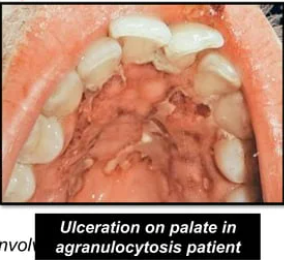 Ulceration on palate in
agranulocytosis patient